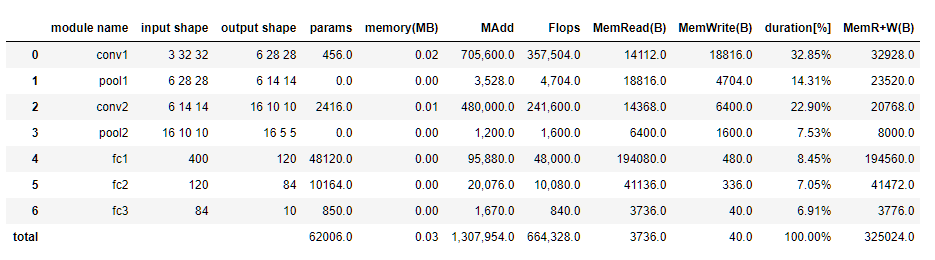 module name input shape output shape params memory(MB) MAdd Flops MemRead(B) MemWrite(B) duration[%] MemR+W(B)
0 conv1 3 32 32 6 28 28 456.0 0.02 705,600.0 357,504.0 14112.0 18816.0 32.85% 32928.0
1 pool1 6 28 28 6 14 14 0.0 0.00 3,528.0 4,704.0 18816.0 4704.0 14.31% 23520.0
2 conv2 6 14 14 16 10 10 2416.0 0.01 480,000.0 241,600.0 14368.0 6400.0 22.90% 20768.0
3 pool2 16 10 10 16 5 5 0.0 0.00 1,200.0 1,600.0 6400.0 1600.0 7.53% 8000.0
4 fc1 400 120 48120.0 0.00 95,880.0 48,000.0 194080.0 480.0 8.45% 194560.0
5 fc2 120 84 10164.0 0.00 20,076.0 10,080.0 41136.0 336.0 7.05% 41472.0
6 fc3 84 10 850.0 0.00 1,670.0 840.0 3736.0 40.0 6.91% 3776.0
total 62006.0 0.03 1,307,954.0 664,328.0 3736.0 40.0 100.00% 325024.0